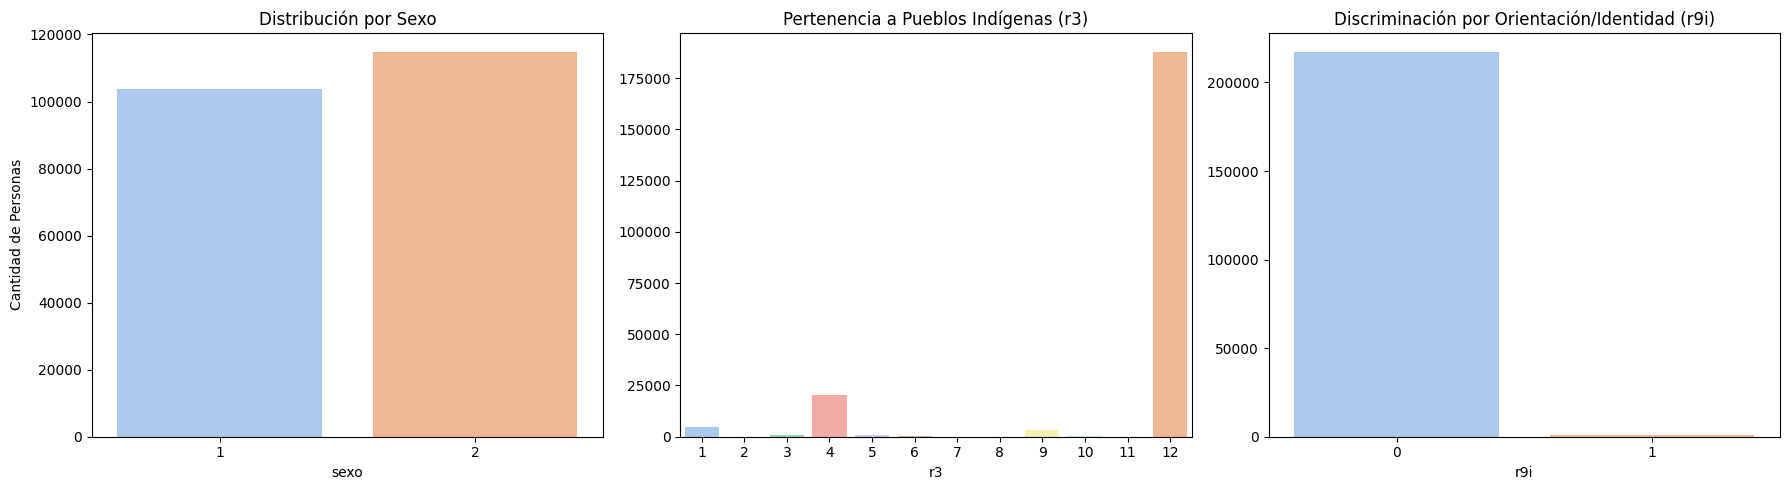 Distribución por Sexo
120000
100000
80000
60000
40000
20000
0
Cantidad de Personas
1 2
sexo
Pertenencia a Pueblos Indígenas (r3)
175000
150000
125000
100000
75000
50000
25000
0
1 2 3 4 5 6 7 8 9 10 11 12
r3
Discriminación por Orientación/Identidad (r9i)
200000
150000
100000
50000
0
0 1
r9i